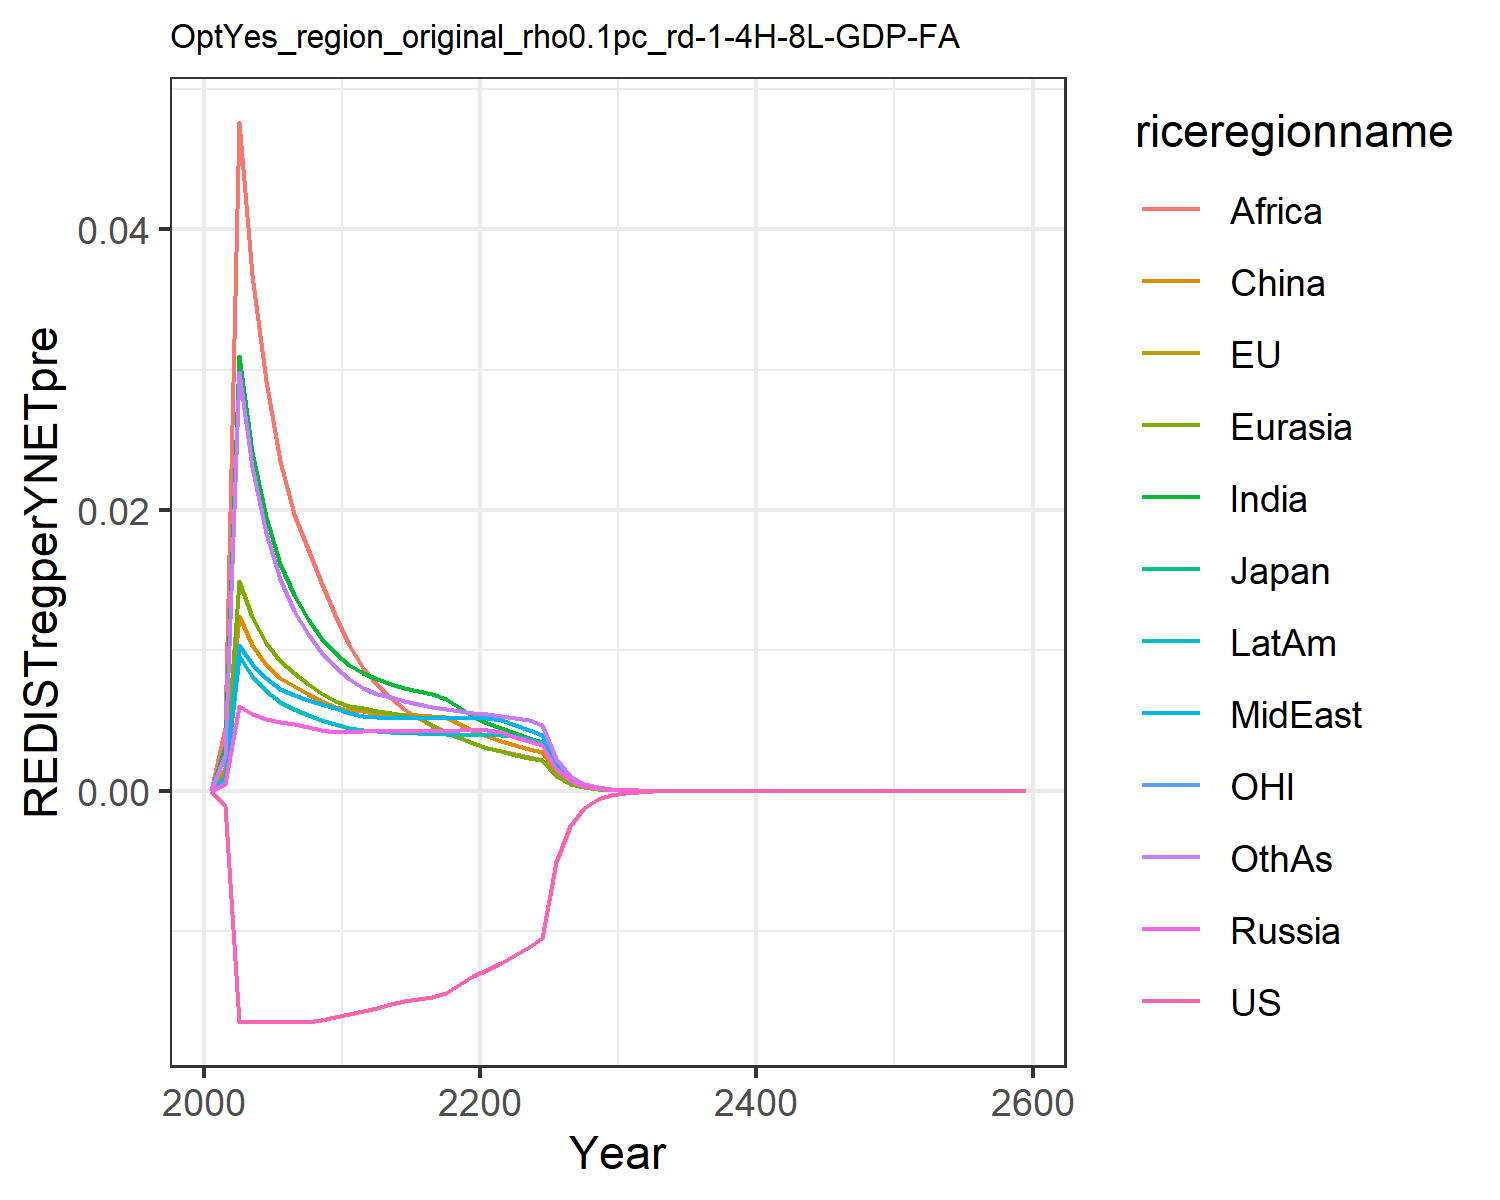 OptYes_region_original_rho0.1pc_rd-1-4H-8L-GDP-FA
REDISTregperYNETpre
0.04
0.02
0.00
2000
2200
2400
2600
Year
riceregionname
Africa
China
EU
Eurasia
India
Japan
LatAm
MidEast
OHI
OthAs
Russia
US